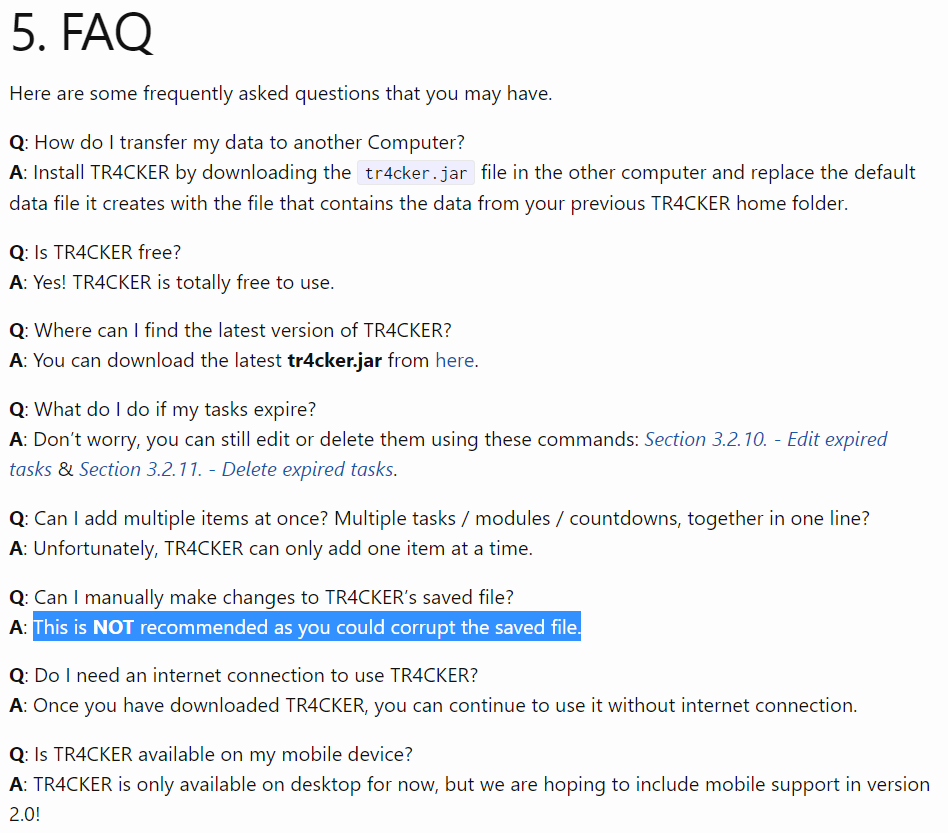 5. FAQ
Here are some frequently asked questions that you may have.
Q: How do I transfer my data to another Computer?
A: Install TR4CKER by downloading the tr4cker.jar file in the other computer and replace the default
data file it creates with the file that contains the data from your previous TR4CKER home folder.
Q: Is TR4CKER free?
A: Yes! TR4CKER is totally free to use.
Q: Where can I find the latest version of TR4CKER?
A: You can download the latest tr4cker.jar from here.
Q: What do I do if my tasks expire?
A: Don’t worry, you can still edit or delete them using these commands: Section 3.2.10. - Edit expired
tasks & Section 3.2.11. - Delete expired tasks.
Q: Can I add multiple items at once? Multiple tasks / modules / countdowns, together in one line?
A: Unfortunately, TR4CKER can only add one item at a time.
Q: Can I manually make changes to TR4CKER’s saved file?
A: This is NOT recommended as you could corrupt the saved file.
Q: Do I need an internet connection to use TR4CKER?
A: Once you have downloaded TR4CKER, you can continue to use it without internet connection.
Q: Is TR4CKER available on my mobile device?
A: TR4CKER is only available on desktop for now, but we are hoping to include mobile support in version
2.0!